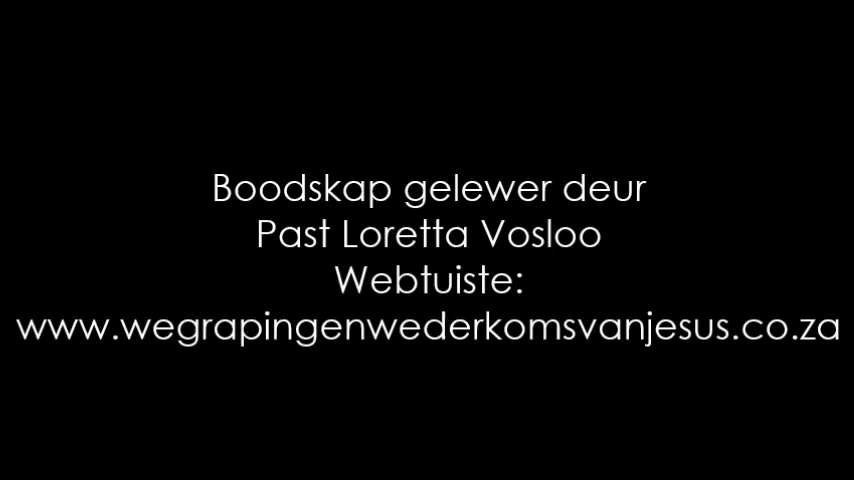 Boodskap gelewer deur
Past Loretta Vosloo
Webtuiste:
www.wegrapingenwederkomsvanjesus.co.za